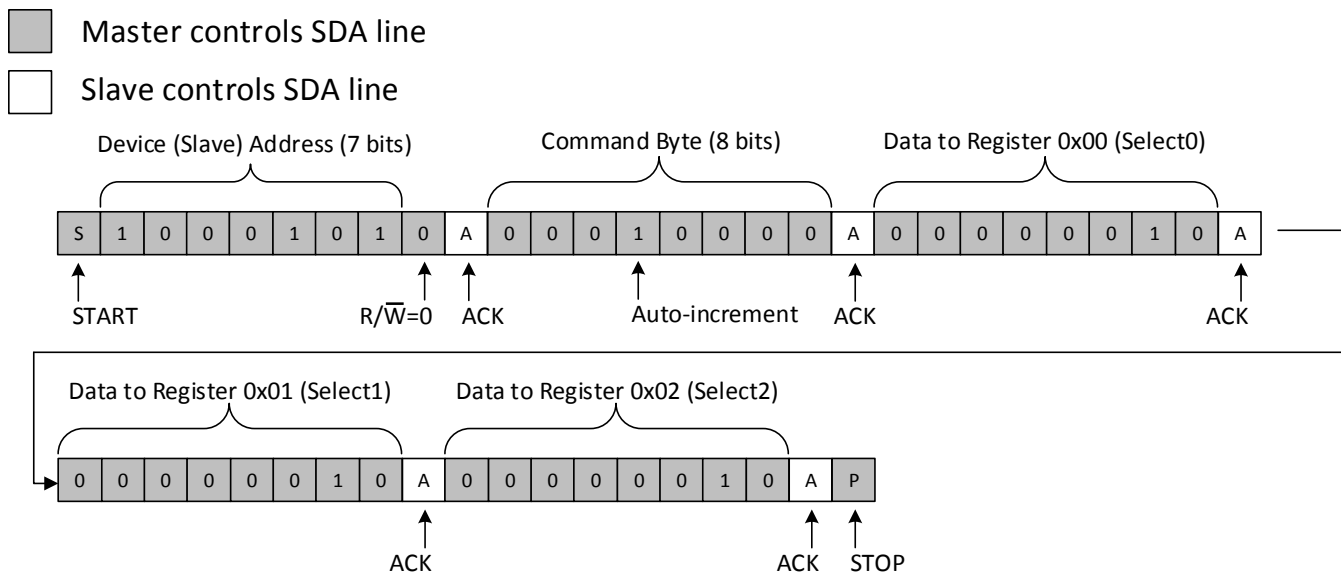 Master controls SDA line
Slave controls SDA line
Device (Slave) Address (7 bits) Command Byte (8 bits) Data to Register 0x00 (Select0)
S 1 0 0 0 1 0 1 0 A 0 0 0 1 0 0 0 0 A 0 0 0 0 0 0 1 0 A
START R/W̅=0 ACK Auto-increment ACK ACK
Data to Register 0x01 (Select1) Data to Register 0x02 (Select2)
0 0 0 0 0 0 1 0 A 0 0 0 0 0 0 1 0 A P
ACK ACK STOP